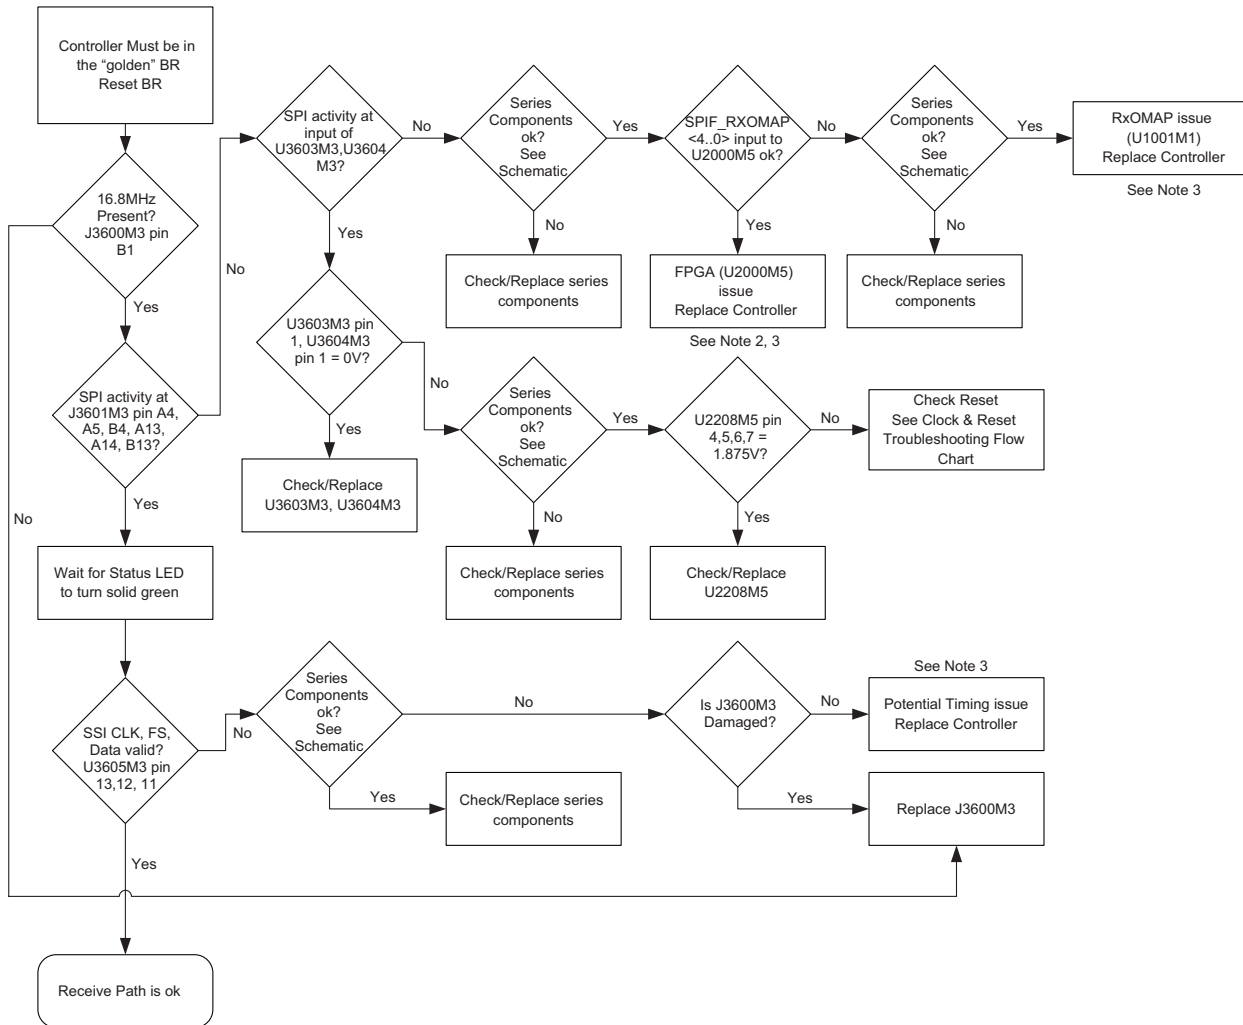 Controller Must be in
the “golden” BR
Reset BR
16.8MHz
Present?
J3600M3 pin
B1
No
Yes
SPI activity at
J3601M3 pin A4,
A5, B4, A13,
A14, B13?
No
Yes
Wait for Status LED
to turn solid green
SSI CLK, FS,
Data valid?
U3605M3 pin
13,12, 11
No
Yes
Receive Path is ok
SPI activity at
input of
U3603M3,U3604
M3?
No
Yes
Series
Components
ok?
See
Schematic
Yes
No
Check/Replace series
components
SPIF_RXOMAP
<4..0> input to
U2000M5 ok?
No
Yes
FPGA (U2000M5)
issue
Replace Controller
See Note 2, 3
Series
Components
ok?
See
Schematic
Yes
No
Check/Replace series
components
RxOMAP issue
(U1001M1)
Replace Controller
See Note 3
U3603M3 pin
1, U3604M3
pin 1 = 0V?
No
Yes
Check/Replace
U3603M3, U3604M3
Series
Components
ok?
See
Schematic
Yes
No
Check/Replace series
components
U2208M5 pin
4,5,6,7 =
1.875V?
No
Yes
Check/Replace
U2208M5
Check Reset
See Clock & Reset
Troubleshooting Flow
Chart
Series
Components
ok?
See
Schematic
No
Yes
Check/Replace series
components
Is J3600M3
Damaged?
No
Yes
See Note 3
Potential Timing issue
Replace Controller
Replace J3600M3